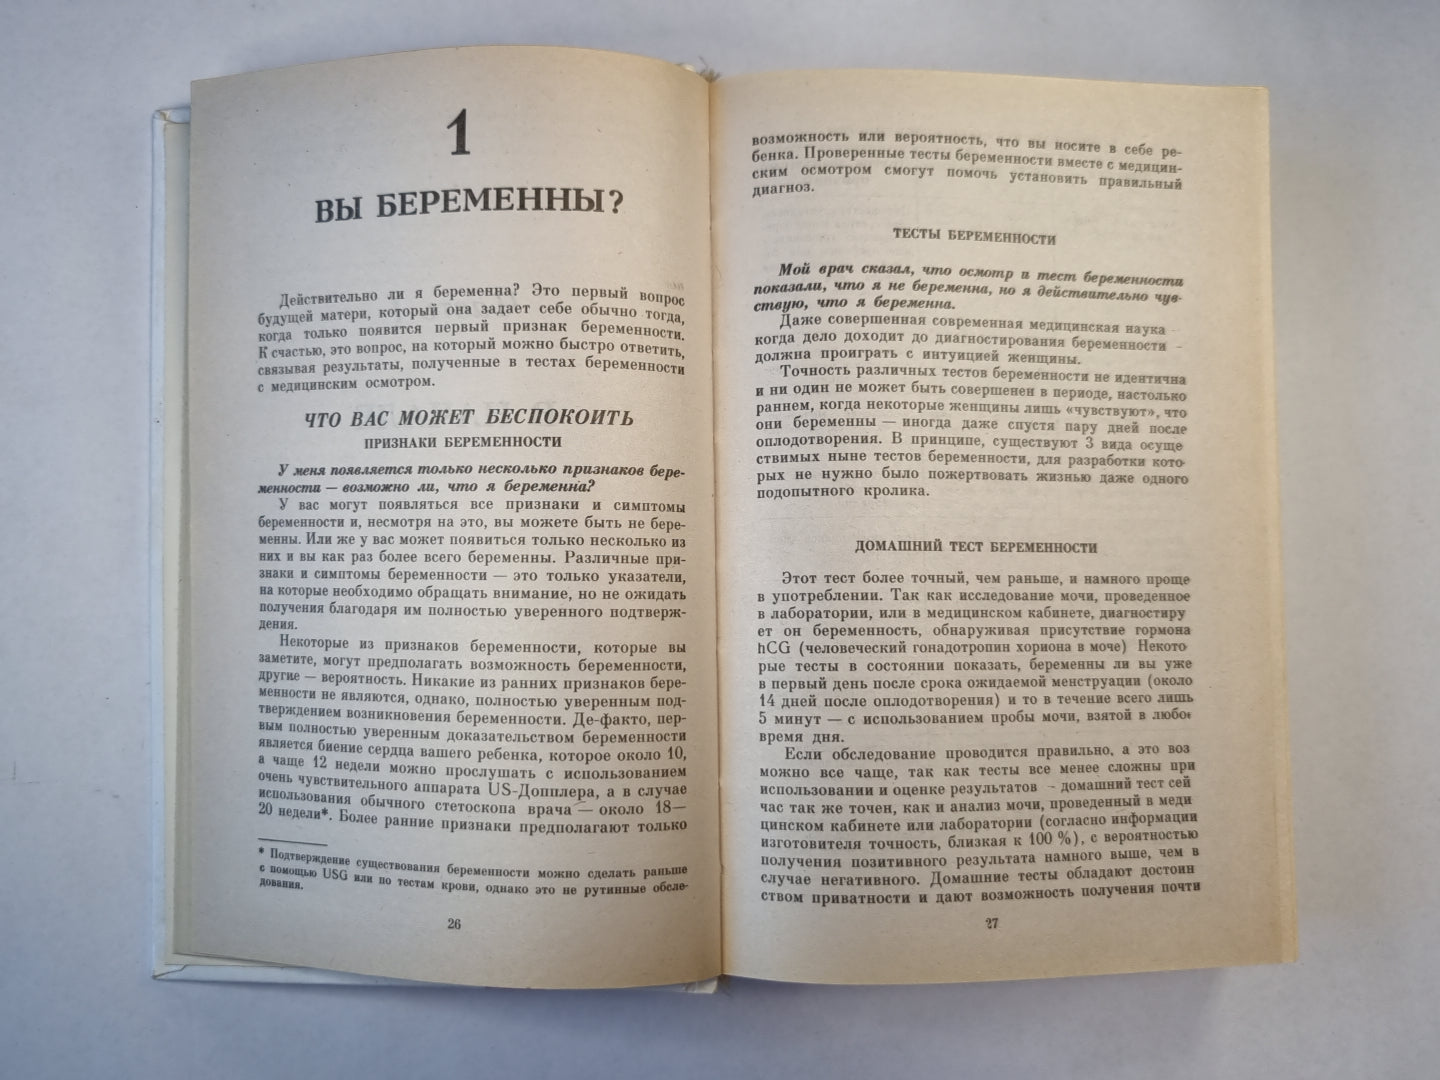 1
ВЫ БЕРЕМЕННЫ?
Действительно ли я беременна? Это первый вопрос
будущей матери, который она задает себе обычно тогда,
когда только появится первый признак беременности.
К счастью, это вопрос, на который можно быстро ответить,
связывая результаты, полученные в тестах беременности
с медицинским осмотром.
ЧТО ВАС МОЖЕТ БЕСПОКОИТЬ
ПРИЗНАКИ БЕРЕМЕННОСТИ
У меня появляется только несколько признаков бере-
менности — возможно ли, что я беременна?
У вас могут появляться все признаки и симптомы
беременности и, несмотря на это, вы можете быть не бере-
менны. Или же у вас может появиться только несколько из
них и вы как раз более всего беременны. Различные при-
знаки и симптомы беременности — это только указатели,
на которые необходимо обращать внимание, но не ожидать
получения благодаря им полностью уверенного подтверж-
дения.
Некоторые из признаков беременности, которые вы
заметите, могут предполагать возможность беременности,
другие — вероятность. Никакие из ранних признаков бере-
менности не являются, однако, полностью уверенным под-
тверждением возникновения беременности. Де-факто, пер-
вым полностью уверенным доказательством беременности
является биение сердца вашего ребенка, которое около 10,
а чаще 12 недели можно прослушать с использованием
очень чувствительного аппарата US-Допплера, а в случае
использования обычного стетоскопа врача — около 18—
20 недели*. Более ранние признаки предполагают только
* Подтверждение существования беременности можно сделать раньше
с помощью USG или по тестам крови, однако это не рутинные обсле-
дования.
26
возможность или вероятность, что вы носите в себе ре-
бенка. Проверенные тесты беременности вместе с медицин-
ским осмотром смогут помочь установить правильный
диагноз.
ТЕСТЫ БЕРЕМЕННОСТИ
Мой врач сказал, что осмотр и тест беременности
показали, что я не беременна, но я действительно чув-
ствую, что я беременна.
Даже совершенная современная медицинская наука -
когда дело доходит до диагностирования беременности -
должна проиграть с интуицией женщины.
Точность различных тестов беременности не идентична
и ни один не может быть совершенен в периоде, настолько
раннем, когда некоторые женщины лишь «чувствуют», что
они беременны — иногда даже спустя пару дней после
оплодотворения. В принципе, существуют 3 вида осуще
ствимых ныне тестов беременности, для разработки кото-
рых не нужно было пожертвовать жизнью даже одного
подопытного кролика.
ДОМАШНИЙ ТЕСТ БЕРЕМЕННОСТИ
Этот тест более точный, чем раньше, и намного проще
в употреблении. Так как исследование мочи, проведенное
в лаборатории, или в медицинском кабинете, диагностиру
ет он беременность, обнаруживая присутствие гормона
hCG (человеческий гонадотропин хориона в моче) Некото
рые тесты в состоянии показать, беременны ли вы уже
в первый день после срока ожидаемой менструации (около
14 дней после оплодотворения) и то в течение всего лишь
5 минут — с использованием пробы мочи, взятой в любое
время дня.
Если обследование проводится правильно, а это воз
можно все чаще, так как тесты все менее сложны при
использовании и оценке результатов - домашний тест сей
час так же точен, как и анализ мочи, проведенный в меди
цинском кабинете или лаборатории (согласно информации
изготовителя точность, близкая к 100 %), с вероятностью
получения позитивного результата намного выше, чем в
случае негативного. Домашние тесты обладают достоин
ством приватности и дают возможность получения почти
27